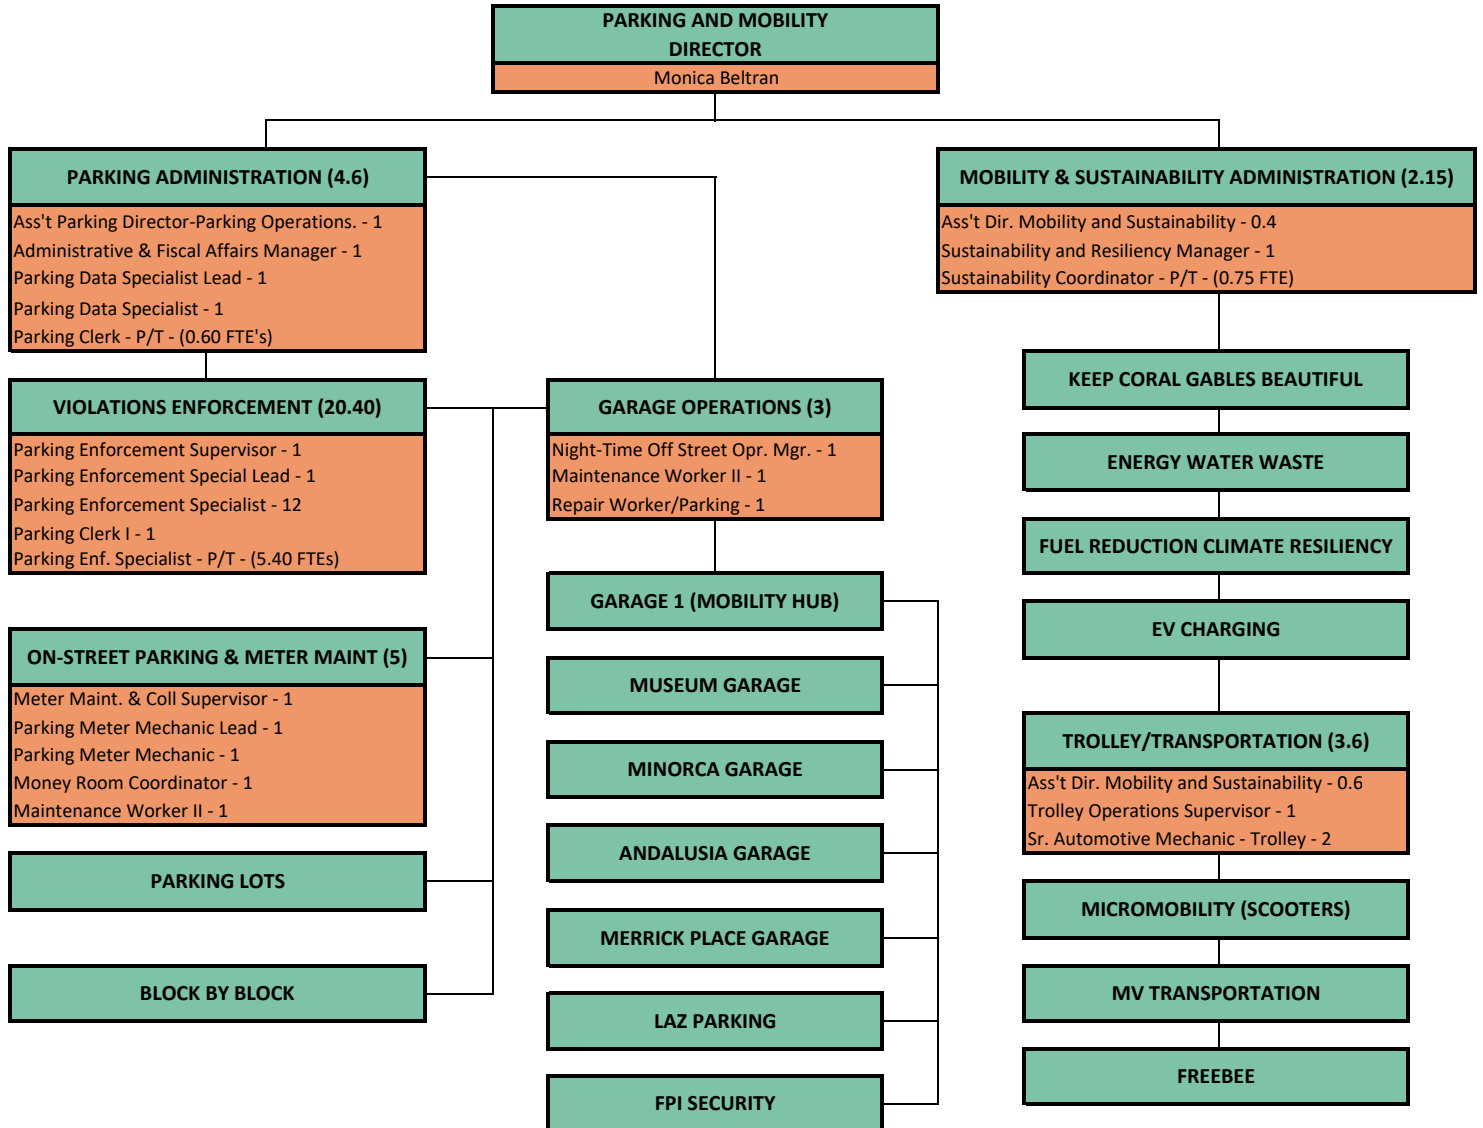 PARKING AND MOBILITY
DIRECTOR
Monica Beltran
PARKING ADMINISTRATION (4.6)
Ass't Parking Director-Parking Operations. - 1
Administrative & Fiscal Affairs Manager - 1
Parking Data Specialist Lead - 1
Parking Data Specialist - 1
Parking Clerk - P/T - (0.60 FTE's)
VIOLATIONS ENFORCEMENT (20.40)
Parking Enforcement Supervisor - 1
Parking Enforcement Special Lead - 1
Parking Enforcement Specialist - 12
Parking Clerk I - 1
Parking Enf. Specialist - P/T - (5.40 FTEs)
ON-STREET PARKING & METER MAINT (5)
Meter Maint. & Coll Supervisor - 1
Parking Meter Mechanic Lead - 1
Parking Meter Mechanic - 1
Money Room Coordinator - 1
Maintenance Worker II - 1
PARKING LOTS
BLOCK BY BLOCK
GARAGE OPERATIONS (3)
Night-Time Off Street Opr. Mgr. - 1
Maintenance Worker II - 1
Repair Worker/Parking - 1
GARAGE 1 (MOBILITY HUB)
MUSEUM GARAGE
MINORCA GARAGE
ANDALUSIA GARAGE
MERRICK PLACE GARAGE
LAZ PARKING
FPI SECURITY
MOBILITY & SUSTAINABILITY ADMINISTRATION (2.15)
Ass't Dir. Mobility and Sustainability - 0.4
Sustainability and Resiliency Manager - 1
Sustainability Coordinator - P/T - (0.75 FTE)
KEEP CORAL GABLES BEAUTIFUL
ENERGY WATER WASTE
FUEL REDUCTION CLIMATE RESILIENCY
EV CHARGING
TROLLEY/TRANSPORTATION (3.6)
Ass't Dir. Mobility and Sustainability - 0.6
Trolley Operations Supervisor - 1
Sr. Automotive Mechanic - Trolley - 2
MICROMOBILITY (SCOOTERS)
MV TRANSPORTATION
FREEBEE